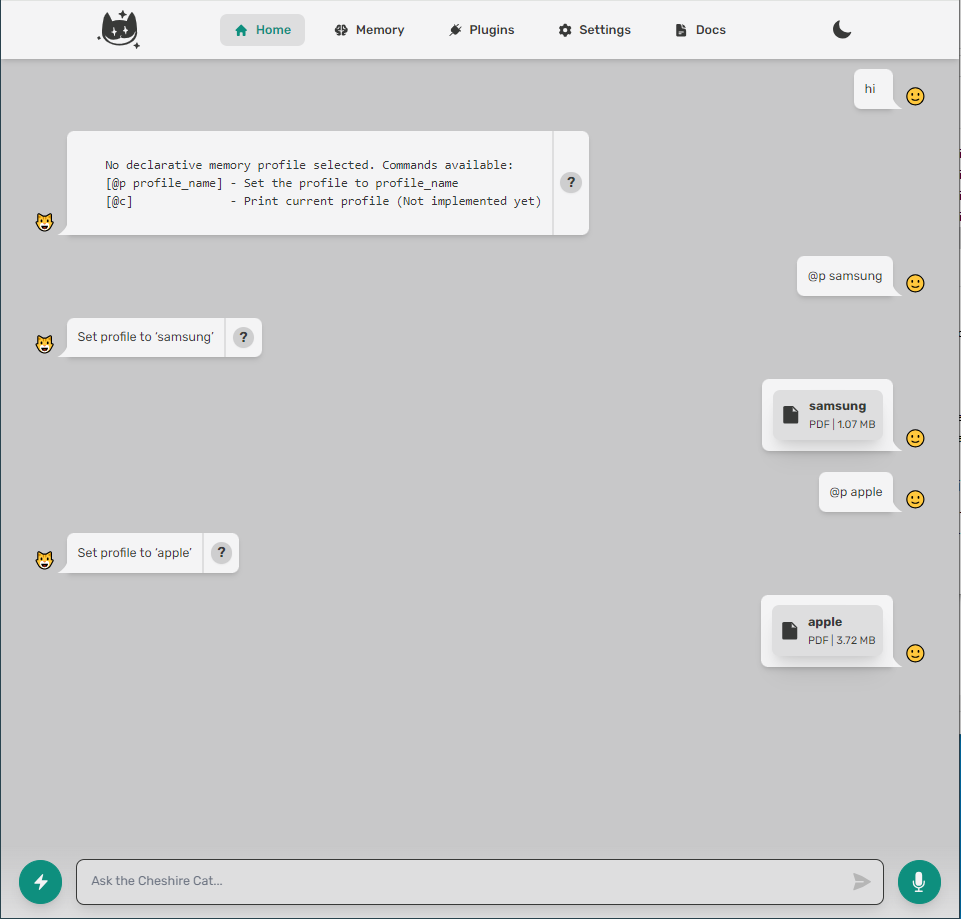 Home Memory Plugins Settings Docs
hi
No declarative memory profile selected. Commands available:
[@p profile_name] - Set the profile to profile_name
[@c]              - Print current profile (Not implemented yet)
?
@p samsung
Set profile to ‘samsung’ ?
samsung
PDF | 1.07 MB
@p apple
Set profile to ‘apple’ ?
apple
PDF | 3.72 MB
Ask the Cheshire Cat...